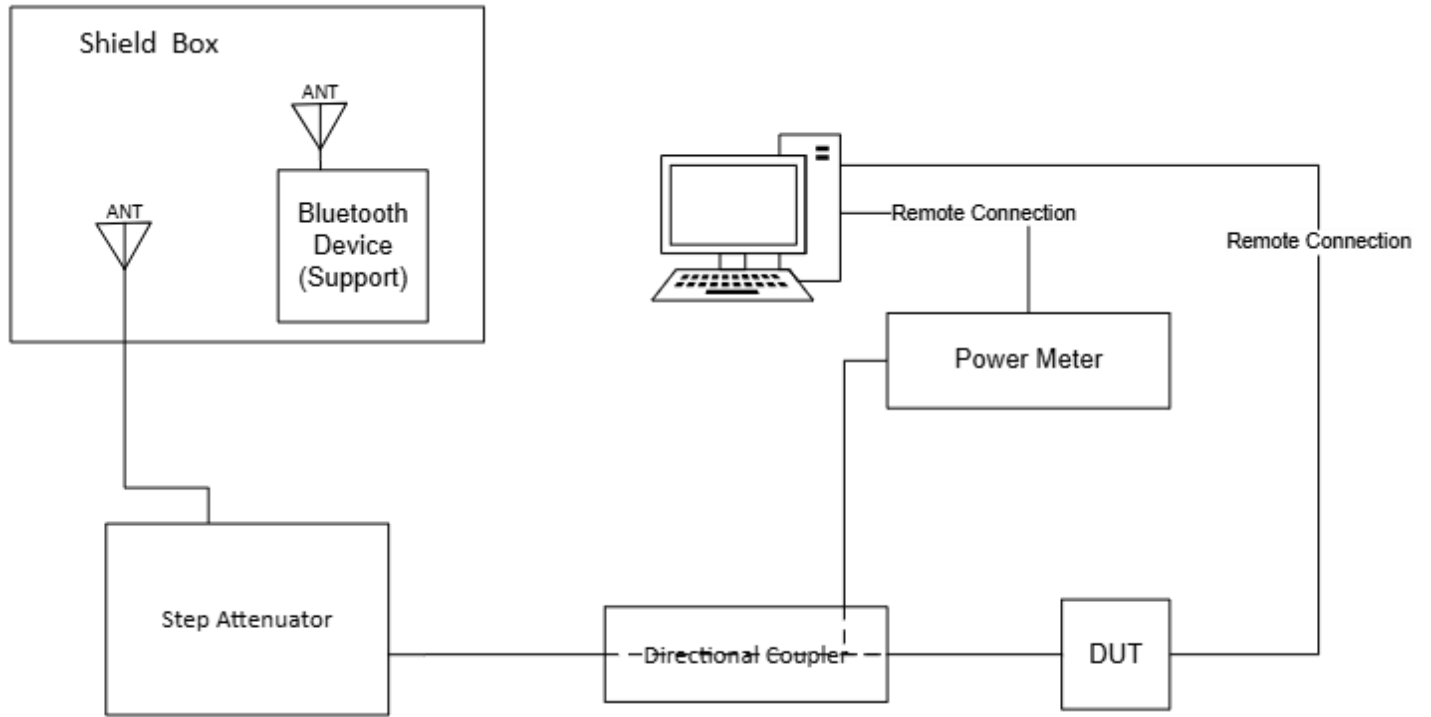 Shield Box
ANT
ANT
Bluetooth
Device
(Support)
Remote Connection
Remote Connection
Power Meter
Step Attenuator
Directional Coupler
DUT